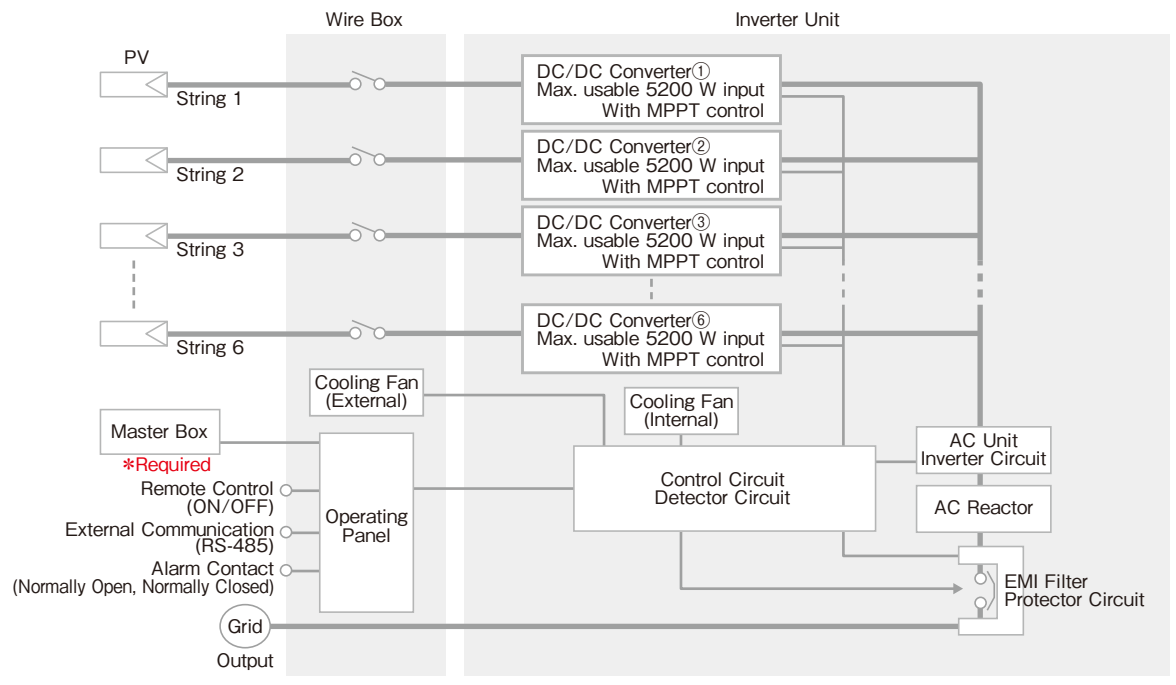 Wire Box
Inverter Unit
PV
String 1
DC/DC Converter①
Max. usable 5200 W input
With MPPT control
String 2
DC/DC Converter②
Max. usable 5200 W input
With MPPT control
String 3
DC/DC Converter③
Max. usable 5200 W input
With MPPT control
String 6
DC/DC Converter⑥
Max. usable 5200 W input
With MPPT control
Cooling Fan
(External)
Cooling Fan
(Internal)
Master Box
*Required
Remote Control
(ON/OFF)
External Communication
(RS-485)
Alarm Contact
(Normally Open, Normally Closed)
Operating
Panel
Control Circuit
Detector Circuit
AC Unit
Inverter Circuit
AC Reactor
EMI Filter
Protector Circuit
Grid
Output